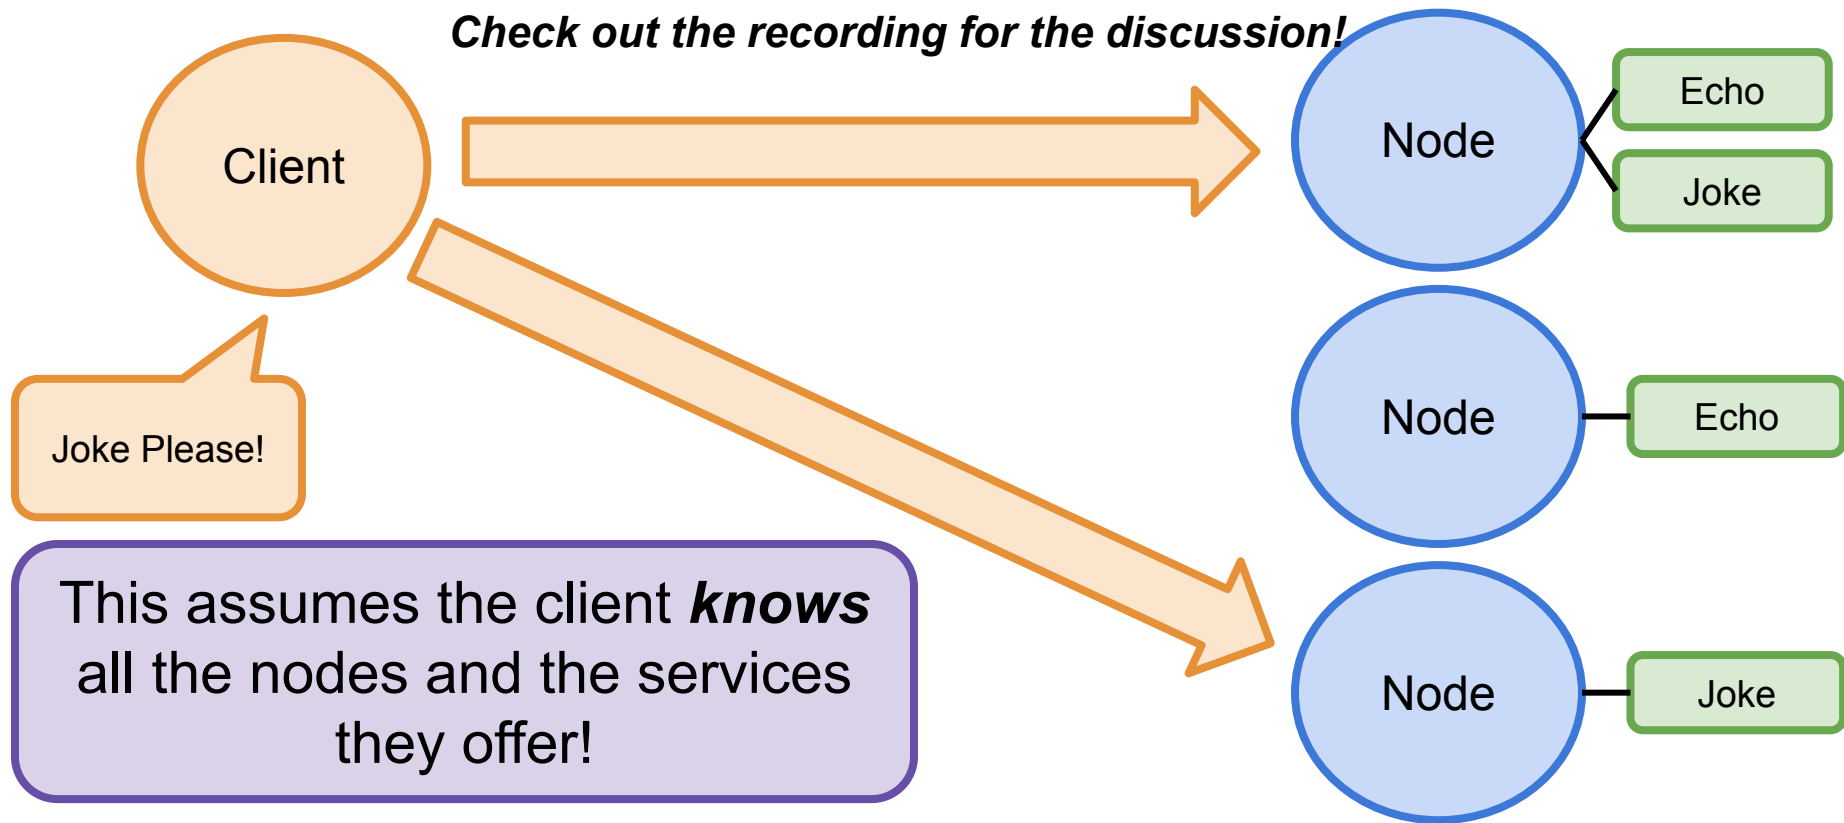 Check out the recording for the discussion!
Client
Node
Echo
Joke
Joke Please!
Node
Echo
This assumes the client knows
all the nodes and the services
they offer!
Node
Joke